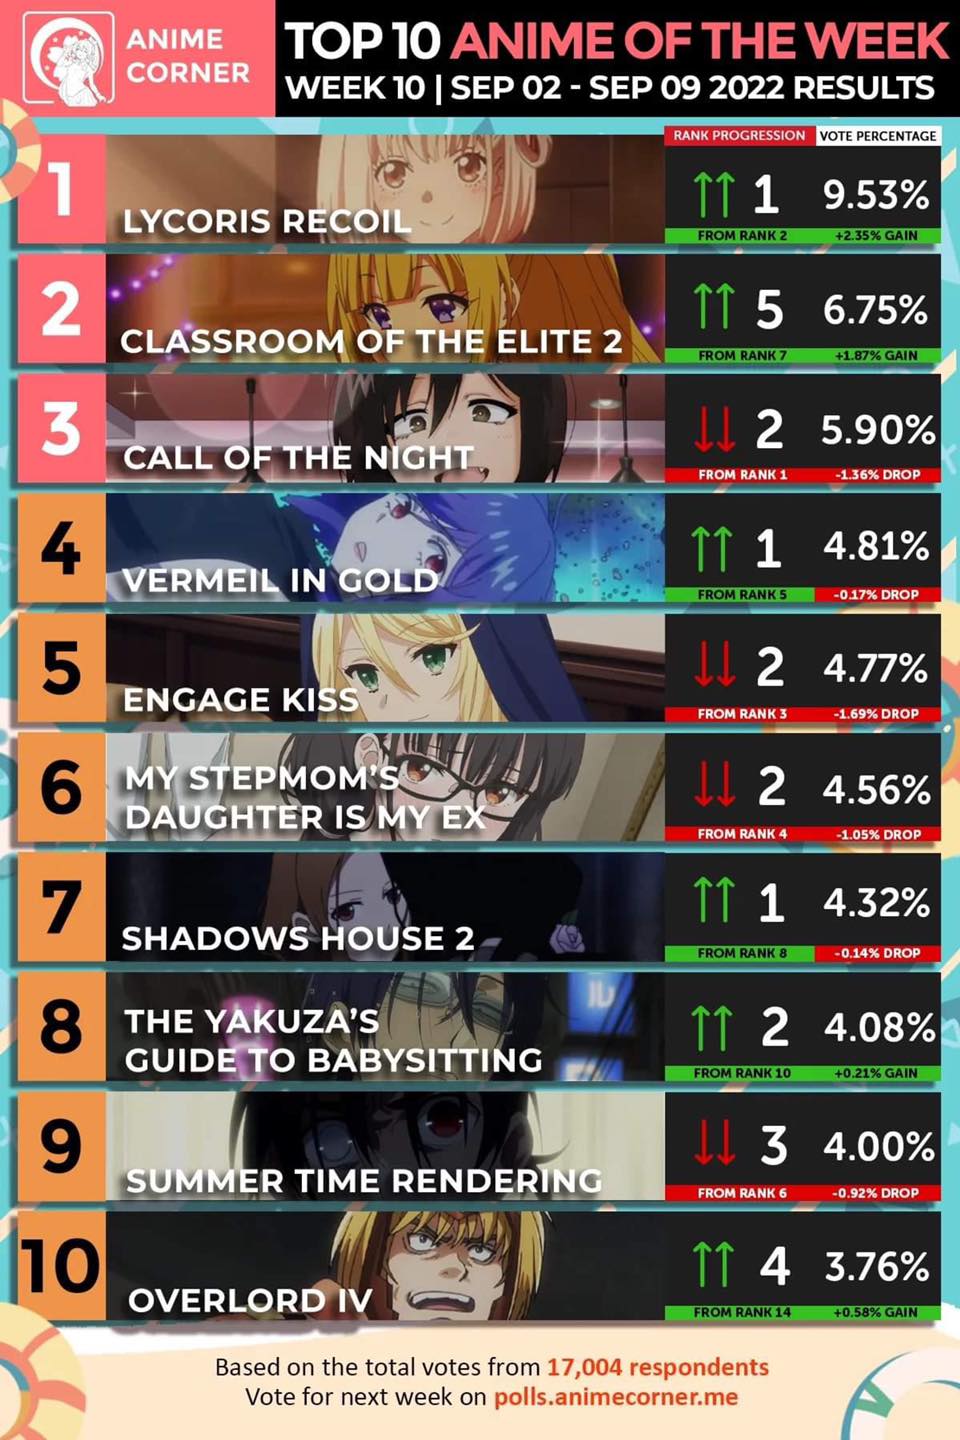 ANIME
CORNER
TOP 10 ANIME OF THE WEEK
WEEK 10 | SEP 02 - SEP 09 2022 RESULTS
RANK PROGRESSION VOTE PERCENTAGE
1
LYCORIS RECOIL
↑↑ 1 9.53%
FROM RANK 2 +2.35% GAIN
2
CLASSROOM OF THE ELITE 2
↑↑ 5 6.75%
FROM RANK 7 +1.87% GAIN
3
CALL OF THE NIGHT
↓↓ 2 5.90%
FROM RANK 1 -1.36% DROP
4
VERMEIL IN GOLD
↑↑ 1 4.81%
FROM RANK 5 -0.17% DROP
5
ENGAGE KISS
↓↓ 2 4.77%
FROM RANK 3 -1.69% DROP
6
MY STEPMOM'S
DAUGHTER IS MY EX
↓↓ 2 4.56%
FROM RANK 4 -1.05% DROP
7
SHADOWS HOUSE 2
↑↑ 1 4.32%
FROM RANK 8 -0.14% DROP
8
THE YAKUZA'S
GUIDE TO BABYSITTING
↑↑ 2 4.08%
FROM RANK 10 +0.21% GAIN
9
SUMMER TIME RENDERING
↓↓ 3 4.00%
FROM RANK 6 -0.92% DROP
10
OVERLORD IV
↑↑ 4 3.76%
FROM RANK 14 +0.58% GAIN
Based on the total votes from 17,004 respondents
Vote for next week on polls.animecorner.me